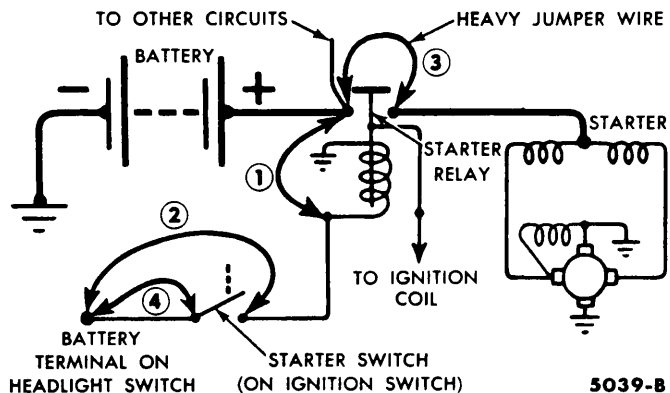 TO OTHER CIRCUITS
HEAVY JUMPER WIRE
BATTERY
3
−
+
STARTER
STARTER
RELAY
1
2
TO IGNITION
COIL
4
BATTERY
TERMINAL ON
HEADLIGHT SWITCH
STARTER SWITCH
(ON IGNITION SWITCH)
5039-B